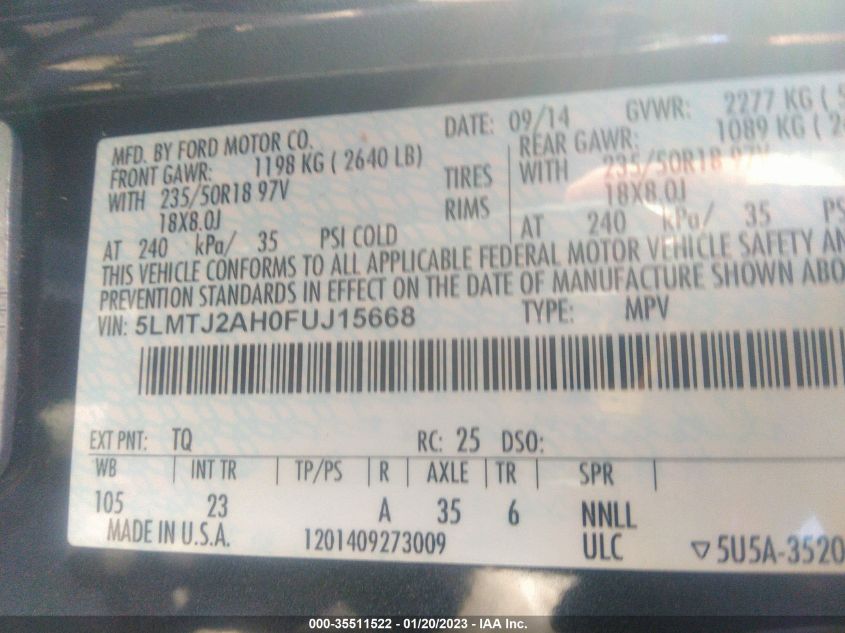 MFD. BY FORD MOTOR CO.
DATE: 09/14 GVWR: 2277 KG (
FRONT GAWR: 1198 KG ( 2640 LB)
REAR GAWR: 1089 KG (
WITH 235/50R18 97V TIRES WITH 235/50R18 97V
18X8.0J RIMS 18X8.0J
AT 240 kPa/ 35 PSI COLD AT 240 kPa/ 35
THIS VEHICLE CONFORMS TO ALL APPLICABLE FEDERAL MOTOR VEHICLE SAFETY
PREVENTION STANDARDS IN EFFECT ON THE DATE OF MANUFACTURE SHOWN
VIN: 5LMTJ2AH0FUJ15668 TYPE: MPV
EXT PNT: TQ RC: 25 DSO:
WB | INT TR | TP/PS | R | AXLE | TR | SPR |
105 23 A 35 6 NNLL
MADE IN U.S.A. 1201409273009 ULC ▽5U5A-3520
000-35511522 - 01/20/2023 - IAA Inc.